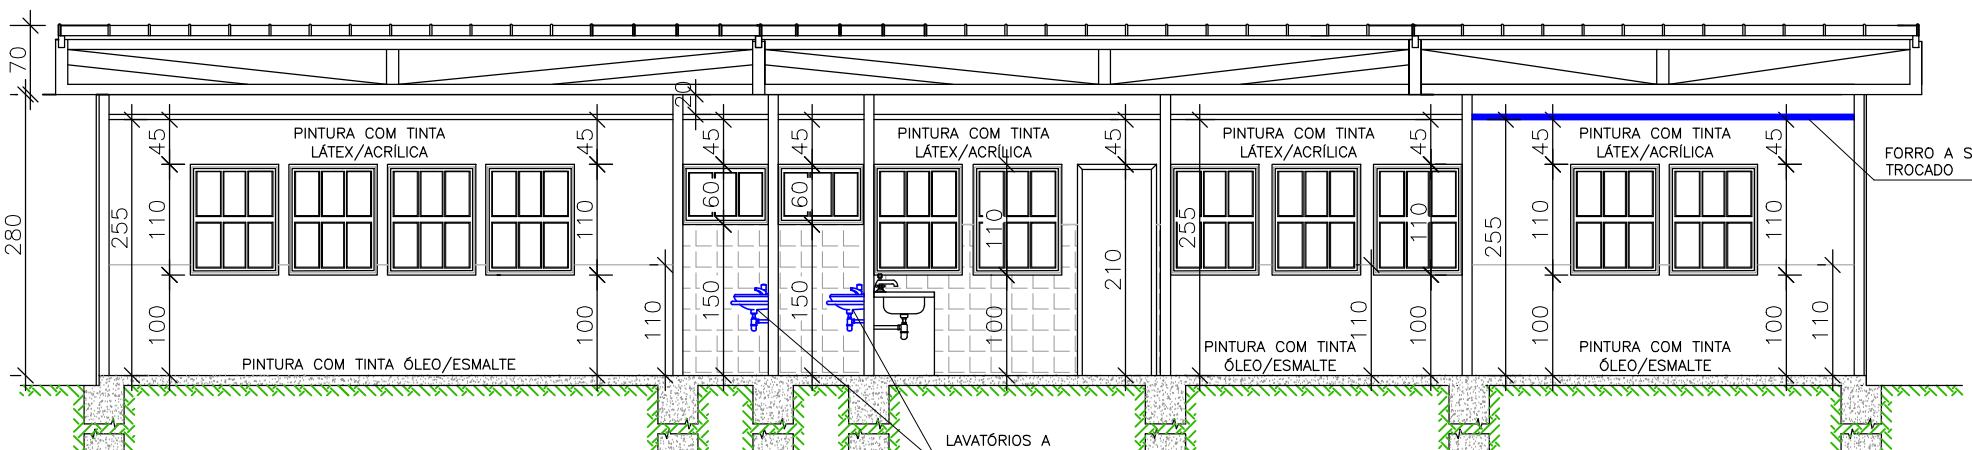 70
20
45
45
45
45
45
45
45
45
PINTURA COM TINTA
LÁTEX/ACRÍLICA
PINTURA COM TINTA
LÁTEX/ACRÍLICA
PINTURA COM TINTA
LÁTEX/ACRÍLICA
PINTURA COM TINTA
LÁTEX/ACRÍLICA
FORRO A S
TROCADO
280
255
110
110
60
60
110
255
110
255
110
110
210
100
100
110
150
150
100
110
100
100
100
110
PINTURA COM TINTA ÓLEO/ESMALTE
PINTURA COM TINTA
ÓLEO/ESMALTE
PINTURA COM TINTA
ÓLEO/ESMALTE
LAVATÓRIOS A